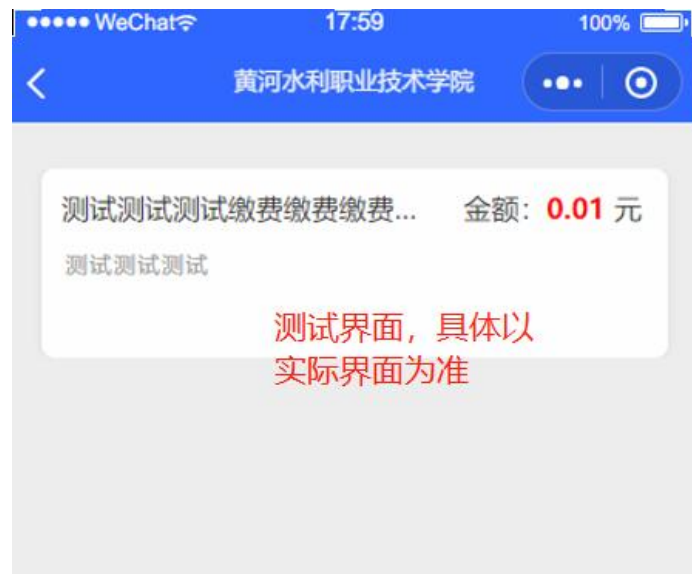 ●●●●● WeChat 17:59 100%
黄河水利职业技术学院
测试测试测试缴费缴费缴费... 金额：0.01 元
测试测试测试
测试界面，具体以
实际界面为准